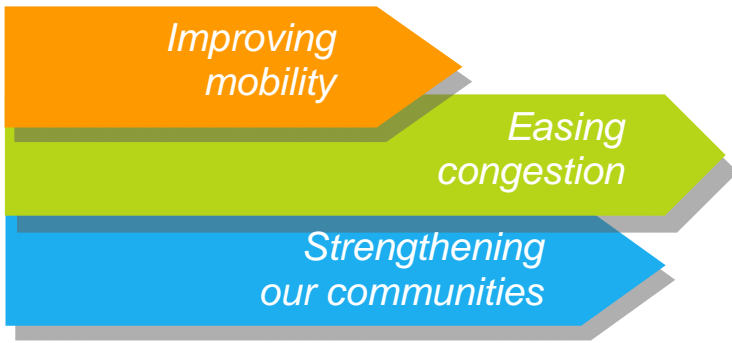 Improving
mobility
Easing
congestion
Strengthening
our communities